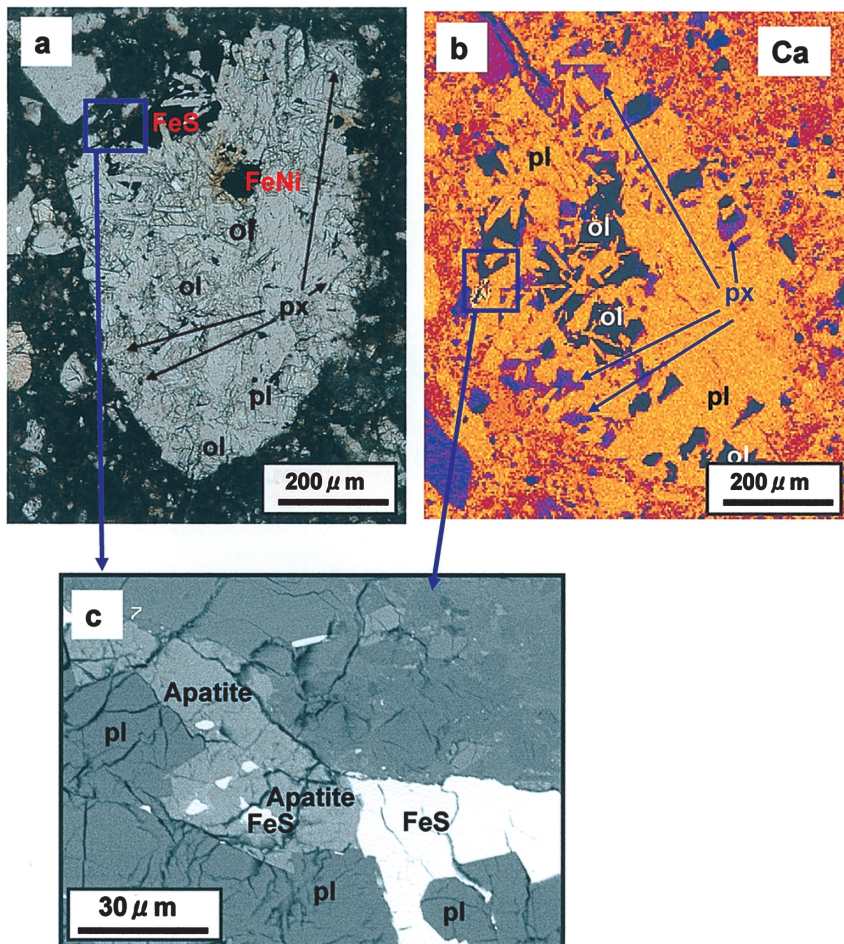 a
FeS
FeNi
ol
ol
px
pl
ol
200 μm
b
Ca
pl
ol
ol
px
pl
ol
200 μm
c
7
Apatite
pl
Apatite
FeS
FeS
pl
pl
30 μm